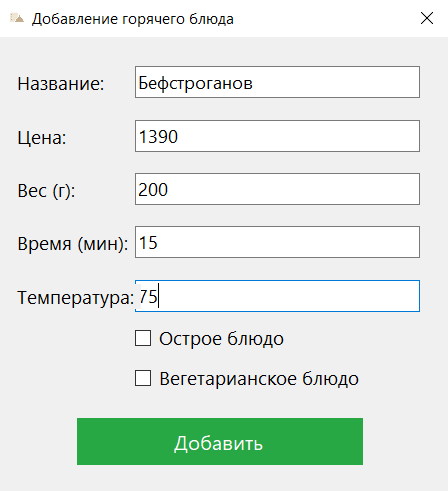 Добавление горячего блюда
Название: Бефстроганов
Цена: 1390
Вес (г): 200
Время (мин): 15
Температура: 75
Острое блюдо
Вегетарианское блюдо
Добавить